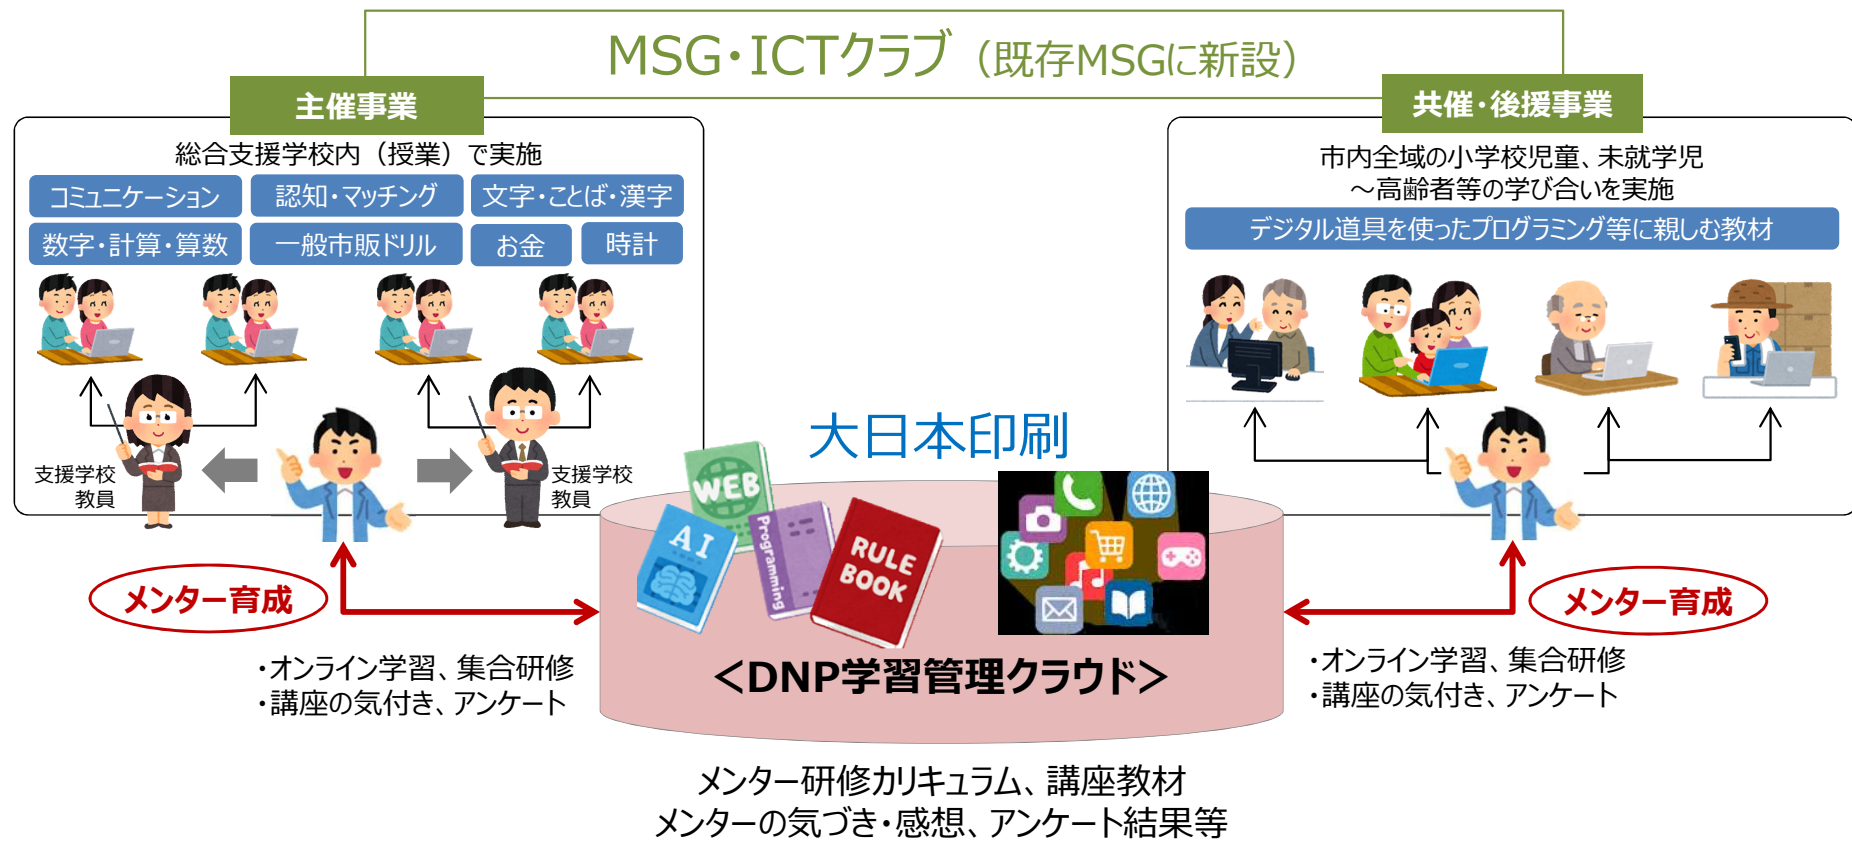 MSG・ICTクラブ（既存MSGに新設）
主催事業
総合支援学校内（授業）で実施
コミュニケーション
認知・マッチング
文字・ことば・漢字
数字・計算・算数
一般市販ドリル
お金
時計
支援学校
教員
支援学校
教員
共催・後援事業
市内全域の小学校児童、未就学児
～高齢者等の学び合いを実施
デジタル道具を使ったプログラミング等に親しむ教材
大日本印刷
WEB
AI
Programming
RULE
BOOK
<DNP学習管理クラウド>
メンター育成
・オンライン学習、集合研修
・講座の気付き、アンケート
メンター育成
・オンライン学習、集合研修
・講座の気付き、アンケート
メンター研修カリキュラム、講座教材
メンターの気づき・感想、アンケート結果等